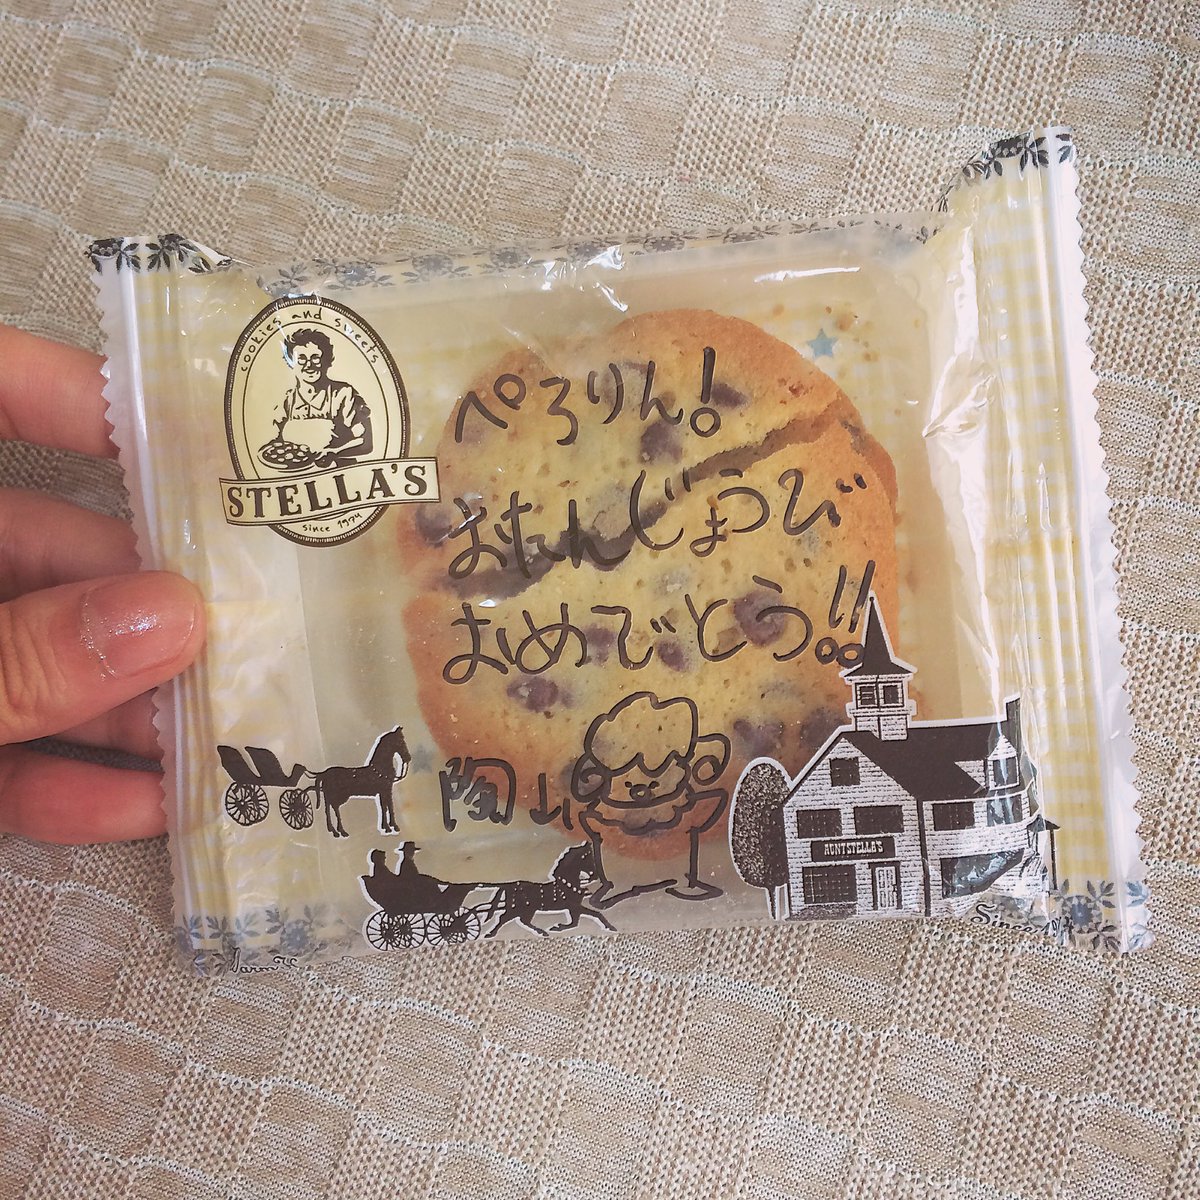 cookies and sweets
STELLA'S
since 1974
ぺろりん!
おたんじょうび
おめでとう!!
陶山
AUNTSTELLA'S